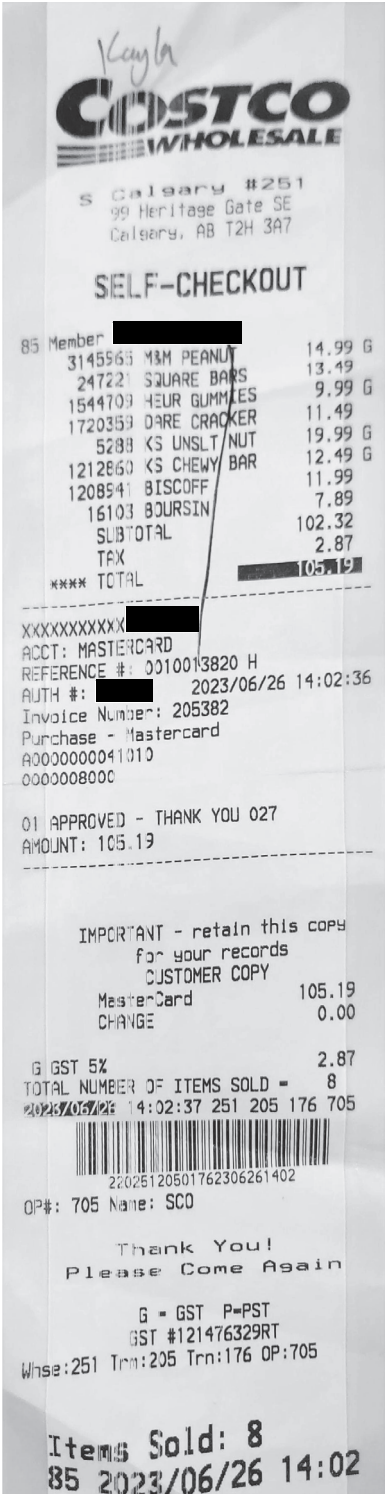 Kayla
COSTCO
WHOLESALE
S Calgary #251
99 Heritage Gate SE
Calgary, AB T2H 3A7
SELF-CHECKOUT
85 Member
3145965 M&M PEANUT 14.99 G
247221 SQUARE BARS 13.49
1544709 HEUR GUMMIES 9.99 G
1720359 DARE CRACKER 11.49
5288 KS UNSLT NUT 19.99 G
1212860 KS CHEWY BAR 12.49 G
1208941 BISCOFF 11.99
16103 BOURSIN 7.89
SUBTOTAL 102.32
TAX 2.87
**** TOTAL 105.19
XXXXXXXXXXX
ACCT: MASTERCARD
REFERENCE #: 0010013820 H
AUTH #: 2023/06/26 14:02:36
Invoice Number: 205382
Purchase - Mastercard
A0000000041010
0000008000
01 APPROVED - THANK YOU 027
AMOUNT: 105.19
IMPORTANT - retain this copy
for your records
CUSTOMER COPY
MasterCard 105.19
CHANGE 0.00
G GST 5% 2.87
TOTAL NUMBER OF ITEMS SOLD = 8
2023/06/26 14:02:37 251 205 176 705
22025120501762306261402
OP#: 705 Name: SCO
Thank You!
Please Come Again
G = GST P=PST
GST #121476329RT
Whse:251 Trm:205 Trn:176 OP:705
Items Sold: 8
85 2023/06/26 14:02